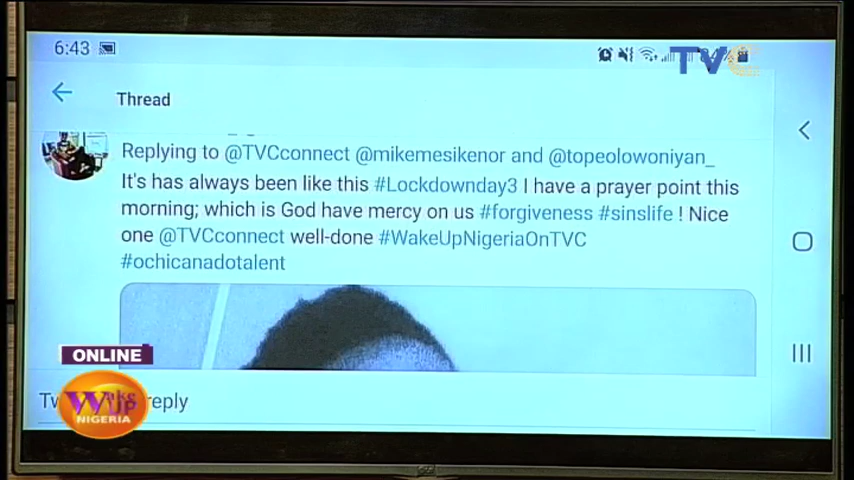 6:43
TVC
Thread
Replying to @TVCconnect @mikemesikenor and @topeolowoniyan_
It's has always been like this #Lockdownday3 I have a prayer point this
morning; which is God have mercy on us #forgiveness #sinslife ! Nice
one @TVCconnect well-done #WakeUpNigeriaOnTVC
#ochicanadotalent
ONLINE
Wake
UP
NIGERIA
reply